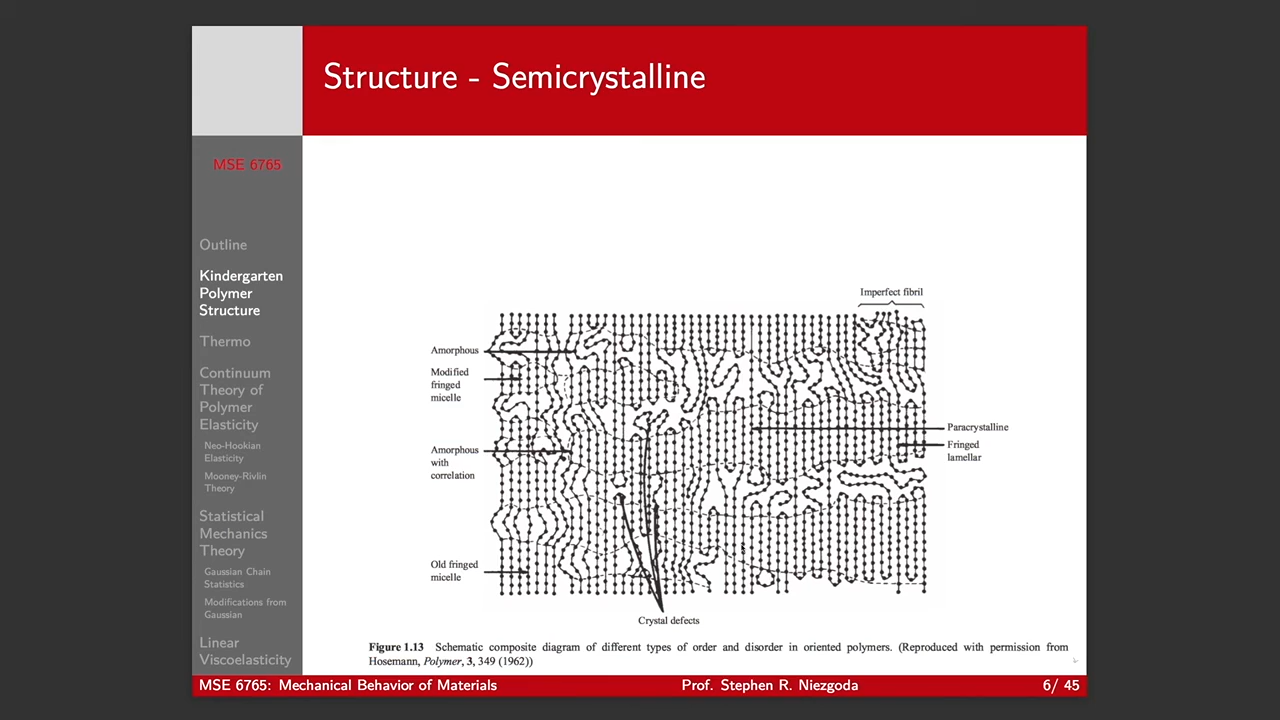 Structure - Semicrystalline
MSE 6765
Outline
Kindergarten
Polymer
Structure
Thermo
Continuum
Theory of
Polymer
Elasticity
Neo-Hookian
Elasticity
Mooney-Rivlin
Theory
Statistical
Mechanics
Theory
Gaussian Chain
Statistics
Modifications from
Gaussian
Linear
Viscoelasticity
Imperfect fibril
Amorphous
Modified
fringed
micelle
Amorphous
with
correlation
Old fringed
micelle
Paracrystalline
Fringed
lamellar
Crystal defects
Figure 1.13 Schematic composite diagram of different types of order and disorder in oriented polymers. (Reproduced with permission from
Hosemann, Polymer, 3, 349 (1962))
MSE 6765: Mechanical Behavior of Materials
Prof. Stephen R. Niezgoda
6/ 45